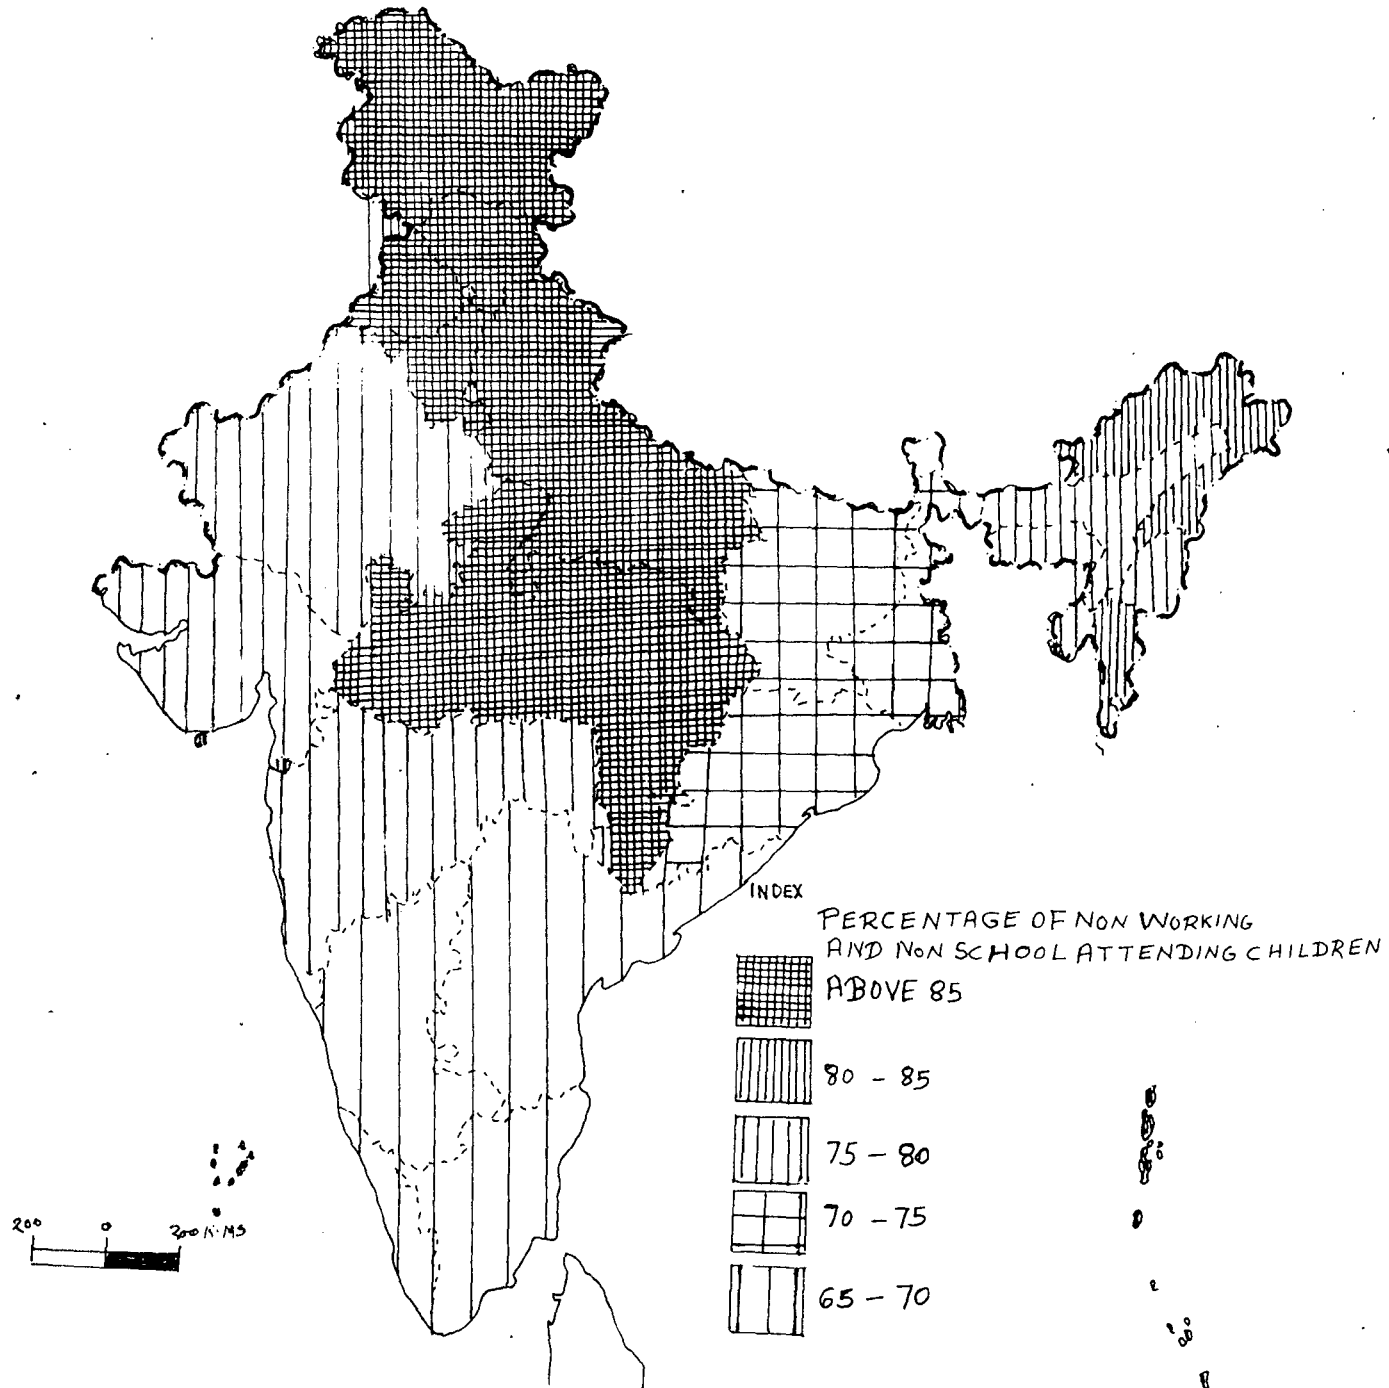 INDEX
PERCENTAGE OF NON WORKING
AND NON SCHOOL ATTENDING CHILDREN
ABOVE 85
80 - 85
75 - 80
70 - 75
65 - 70
200 0 200 K.MS